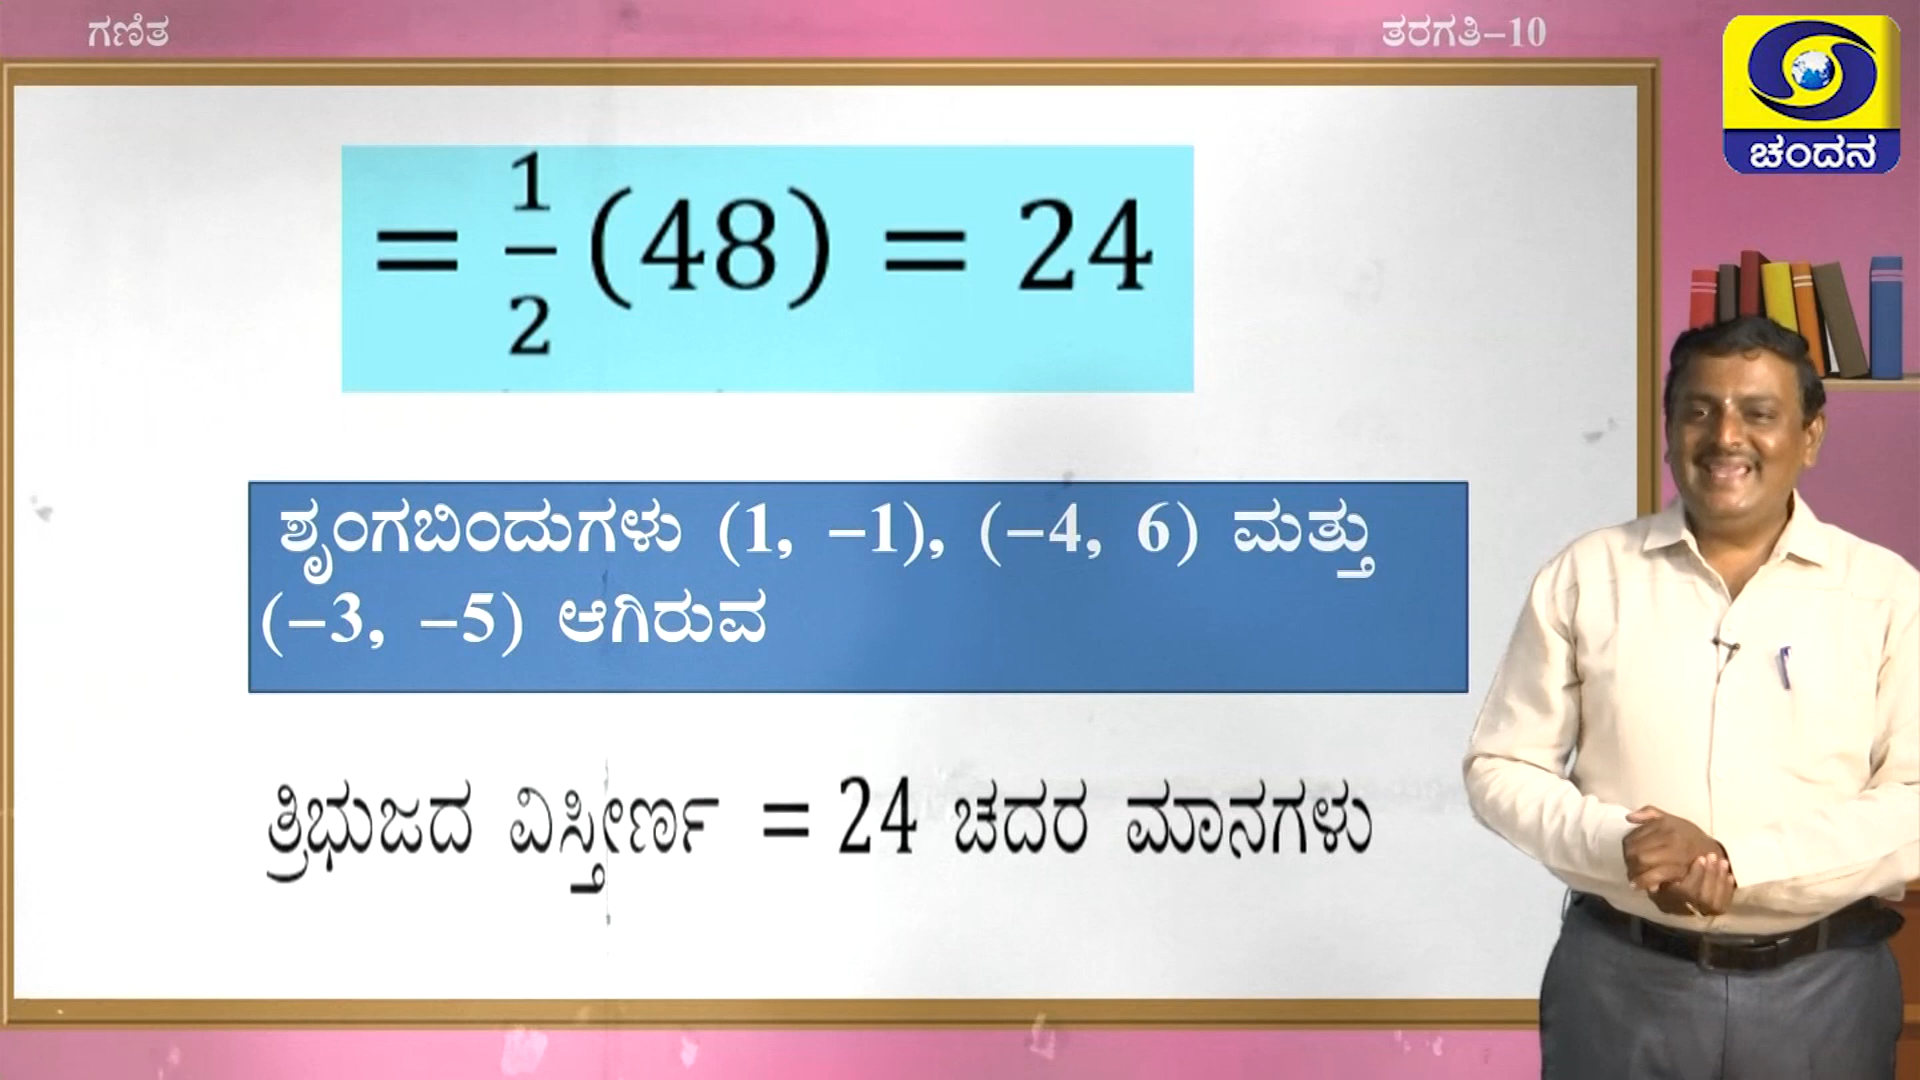 ಗಣಿತ
ತರಗತಿ–10
ಚಂದನ
= 1/2 (48) = 24
ಶೃಂಗಬಿಂದುಗಳು (1, –1), (–4, 6) ಮತ್ತು
(–3, –5) ಆಗಿರುವ
ತ್ರಿಭುಜದ ವಿಸ್ತೀರ್ಣ = 24 ಚದರ ಮಾನಗಳು